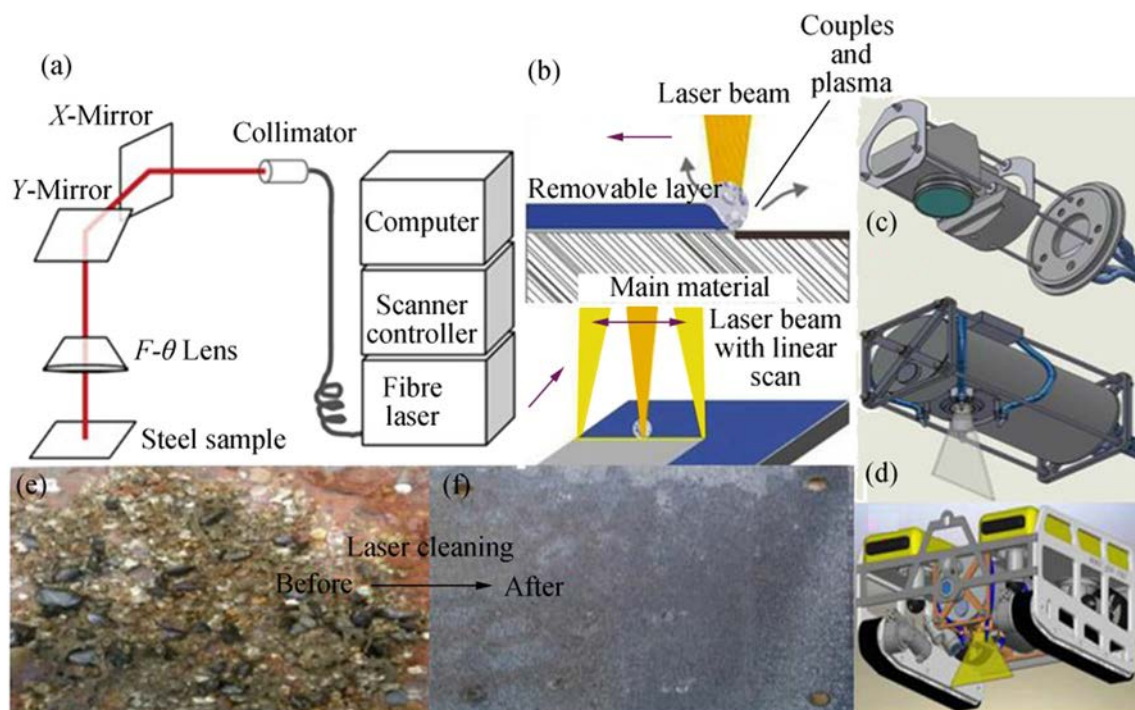 (a)
X-Mirror
Y-Mirror
Collimator
F-θ Lens
Steel sample
Computer
Scanner
controller
Fibre
laser
(b)
Couples
and
plasma
Laser beam
Removable layer
Main material
Laser beam
with linear
scan
(c)
(d)
(e)
(f)
Laser cleaning
Before
After